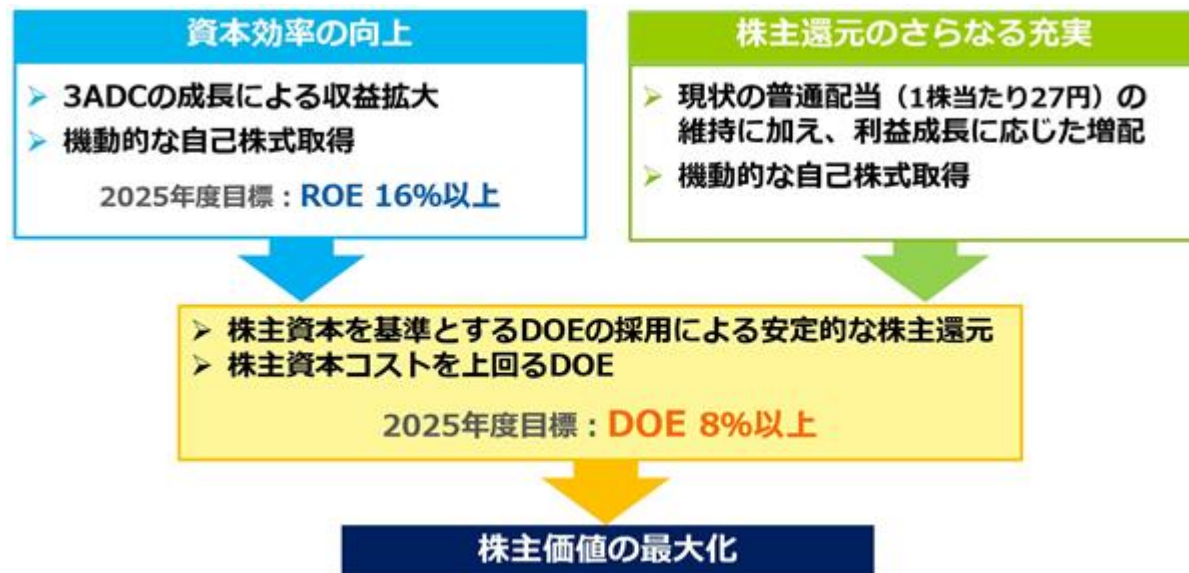 資本効率の向上
➢ 3ADCの成長による収益拡大
➢ 機動的な自己株式取得
2025年度目標：ROE 16%以上
株主還元のさらなる充実
➢ 現状の普通配当（1株当たり27円）の
維持に加え、利益成長に応じた増配
➢ 機動的な自己株式取得
➢ 株主資本を基準とするDOEの採用による安定的な株主還元
➢ 株主資本コストを上回るDOE
2025年度目標：DOE 8%以上
株主価値の最大化